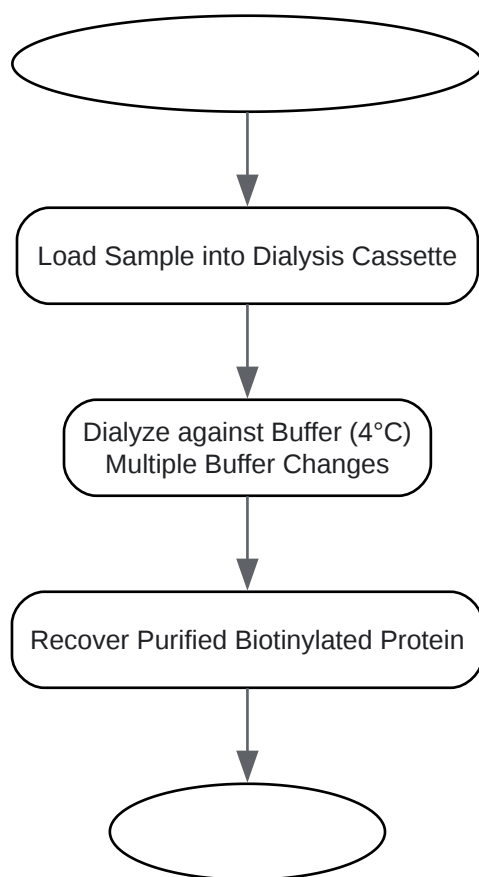 Load Sample into Dialysis Cassette
Dialyze against Buffer (4°C)
Multiple Buffer Changes
Recover Purified Biotinylated Protein